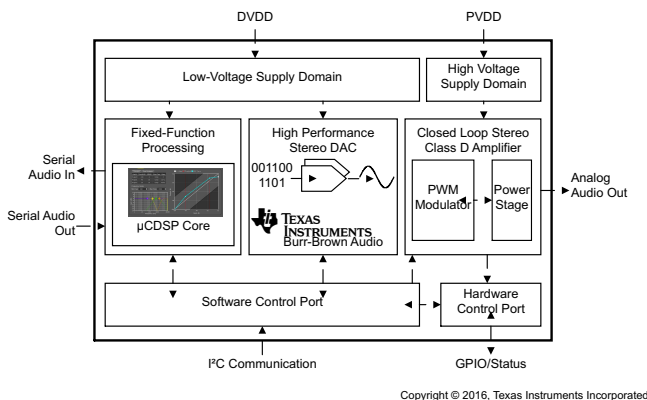 DVDD
PVDD
Low-Voltage Supply Domain
High Voltage
Supply Domain
Fixed-Function
Processing
High Performance
Stereo DAC
Closed Loop Stereo
Class D Amplifier
Serial
Audio In
Serial Audio
Out
µCDSP Core
001100
1101
TEXAS
INSTRUMENTS
Burr-Brown Audio
PWM
Modulator
Power
Stage
Analog
Audio Out
Software Control Port
Hardware
Control Port
I²C Communication
GPIO/Status
Copyright © 2016, Texas Instruments Incorporated